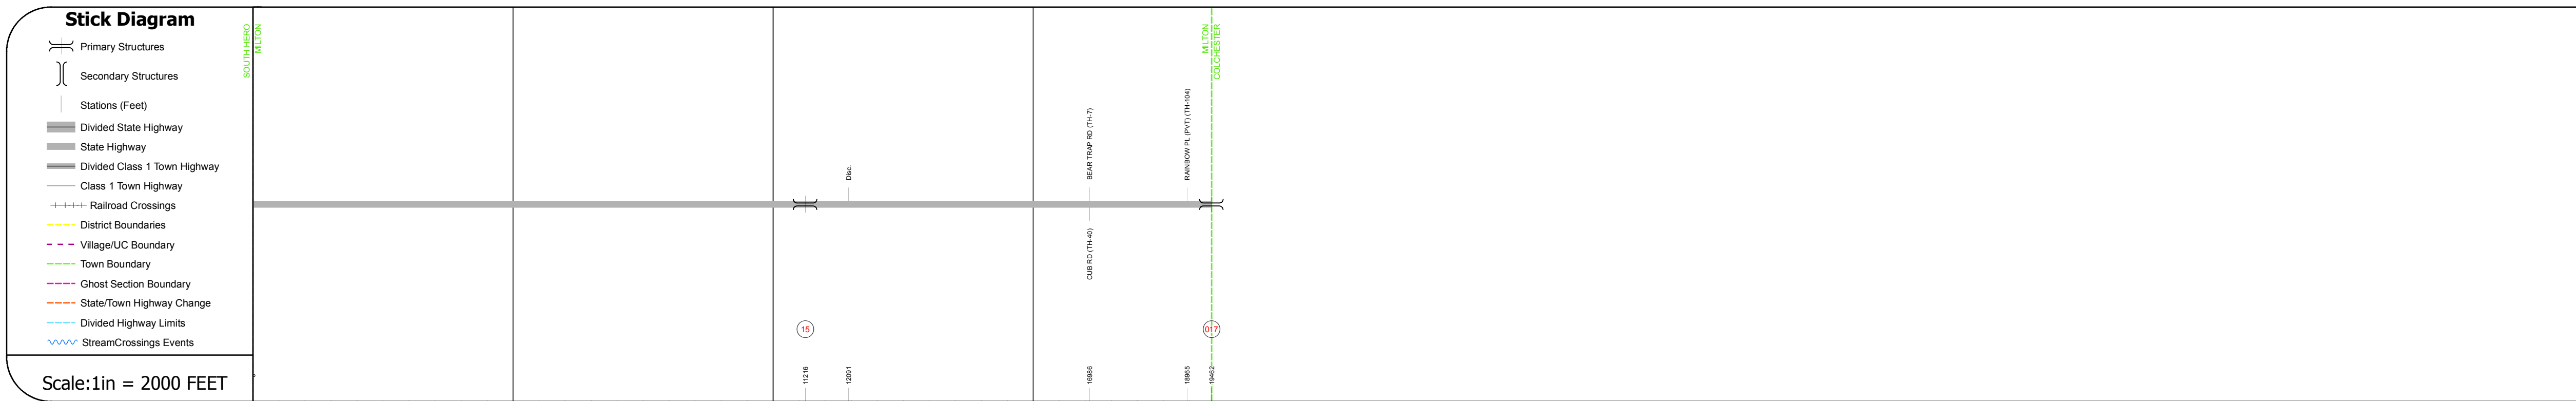 Stick Diagram
Primary Structures
Secondary Structures
Stations (Feet)
Divided State Highway
State Highway
Divided Class 1 Town Highway
Class 1 Town Highway
Railroad Crossings
District Boundaries
Village/UC Boundary
Town Boundary
Ghost Section Boundary
State/Town Highway Change
Divided Highway Limits
StreamCrossings Events
Scale:1in = 2000 FEET
SOUTH HERO
MILTON
MILTON
COLCHESTER
Disc.
BEAR TRAP RD (TH-7)
RAINBOW PL (PVT) (TH-104)
CUB RD (TH-40)
15
017
11216
12091
16986
18965
19462